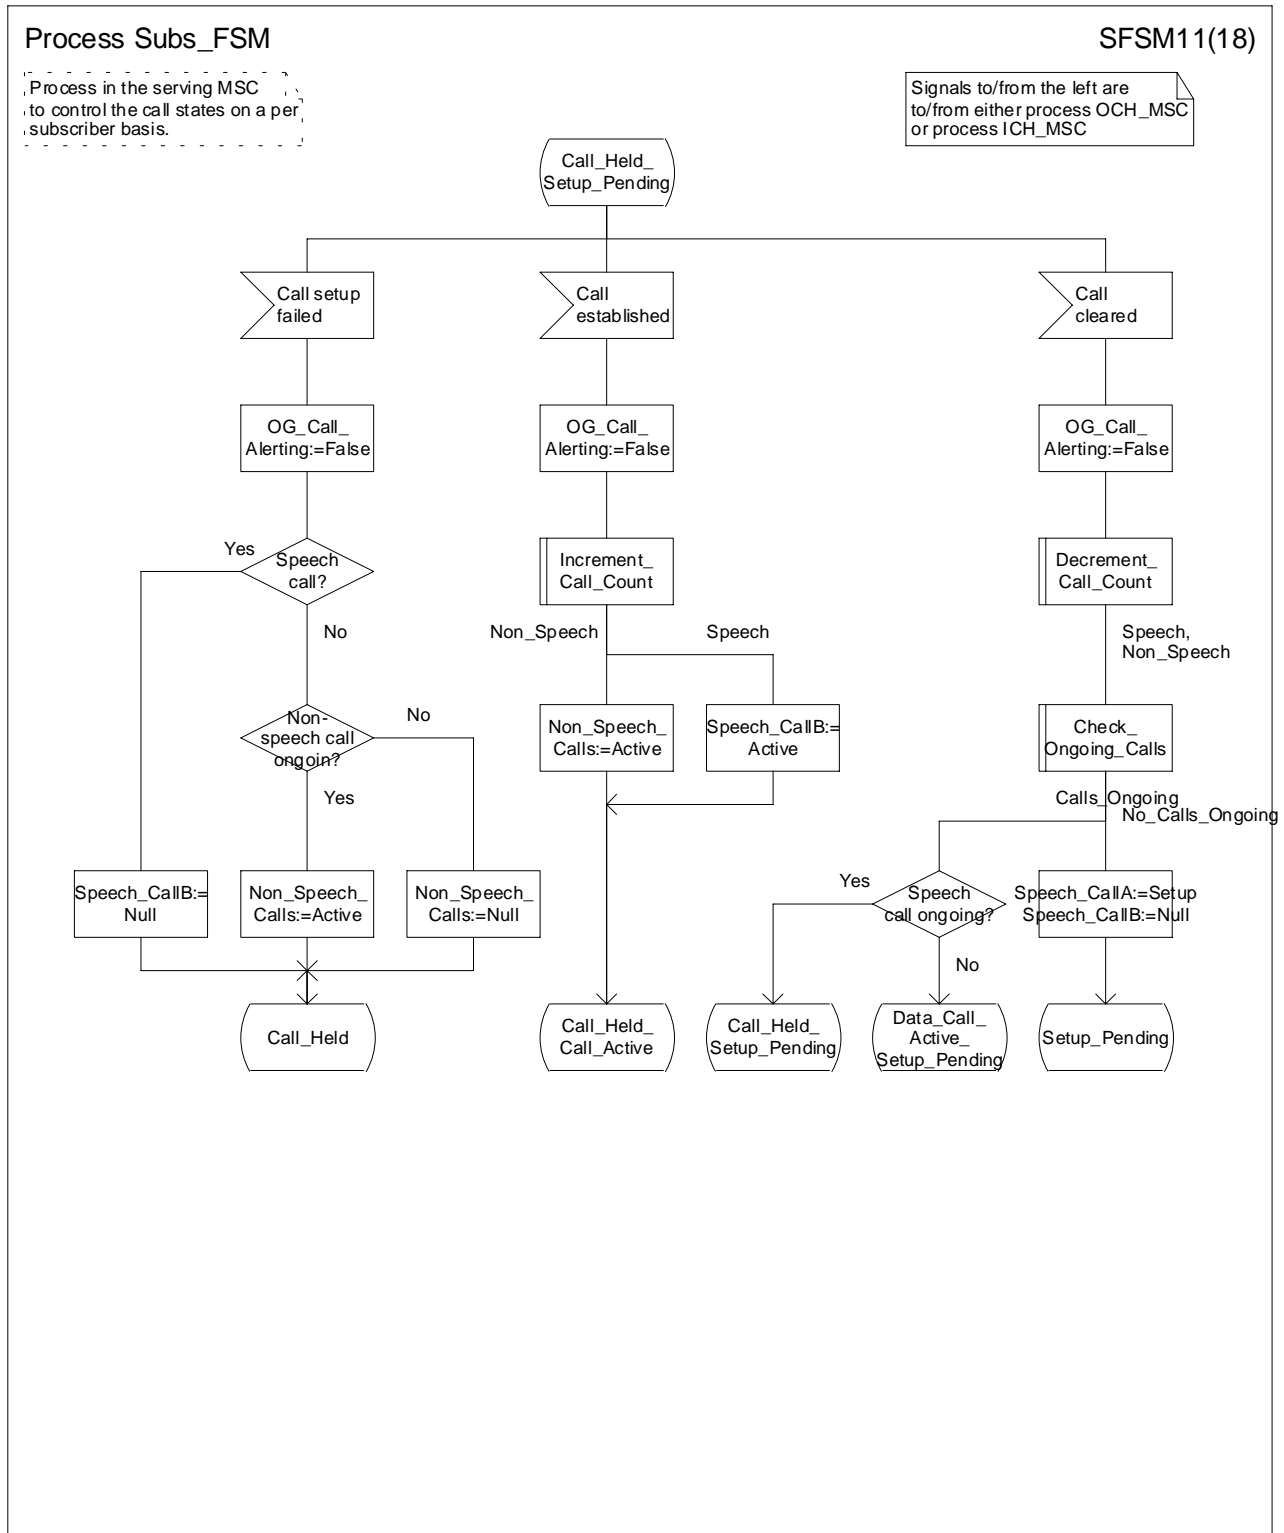 Process Subs_FSM
SFSM11(18)
Process in the serving MSC
to control the call states on a per
subscriber basis.
Signals to/from the left are
to/from either process OCH_MSC
or process ICH_MSC
Call_Held_
Setup_Pending
Call setup
failed
Call
established
Call
cleared
OG_Call_
Alerting:=False
OG_Call_
Alerting:=False
OG_Call_
Alerting:=False
Yes
Speech
call?
No
Increment_
Call_Count
Decrement_
Call_Count
Non_Speech
Speech
Speech,
Non_Speech
Non-
speech call
ongoin?
No
Yes
Non_Speech_
Calls:=Active
Speech_CallB:=
Active
Check_
Ongoing_Calls
Calls_Ongoing
No_Calls_Ongoing
Speech_CallB:=
Null
Non_Speech_
Calls:=Active
Non_Speech_
Calls:=Null
Yes
Speech
call ongoing?
No
Speech_CallA:=Setup
Speech_CallB:=Null
Call_Held
Call_Held_
Call_Active
Call_Held_
Setup_Pending
Data_Call_
Active_
Setup_Pending
Setup_Pending